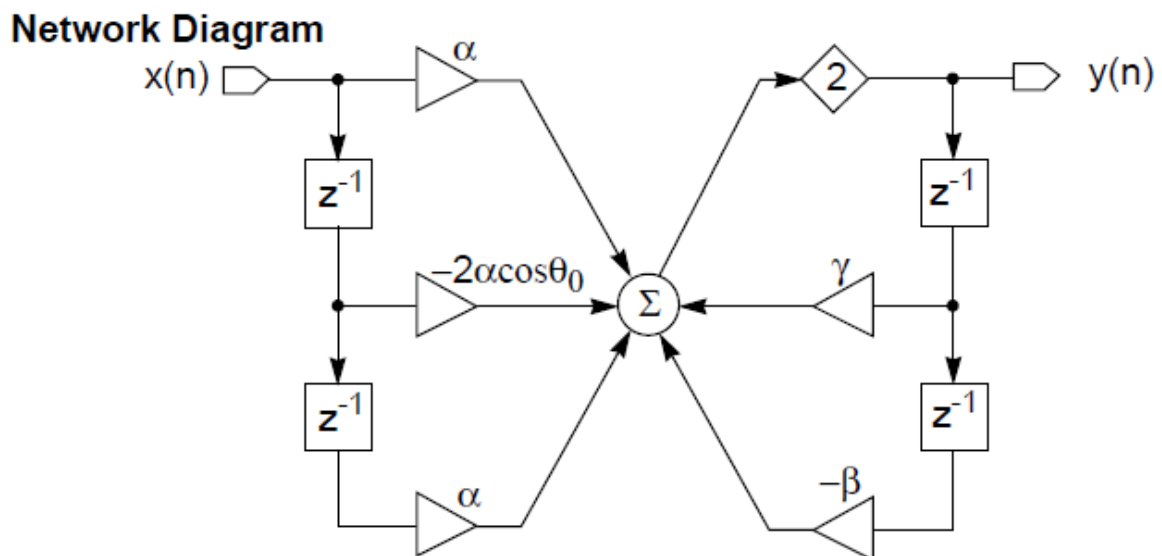 Network Diagram
x(n)
α
2
y(n)
z⁻¹
z⁻¹
−2αcosθ₀
Σ
γ
z⁻¹
z⁻¹
α
−β